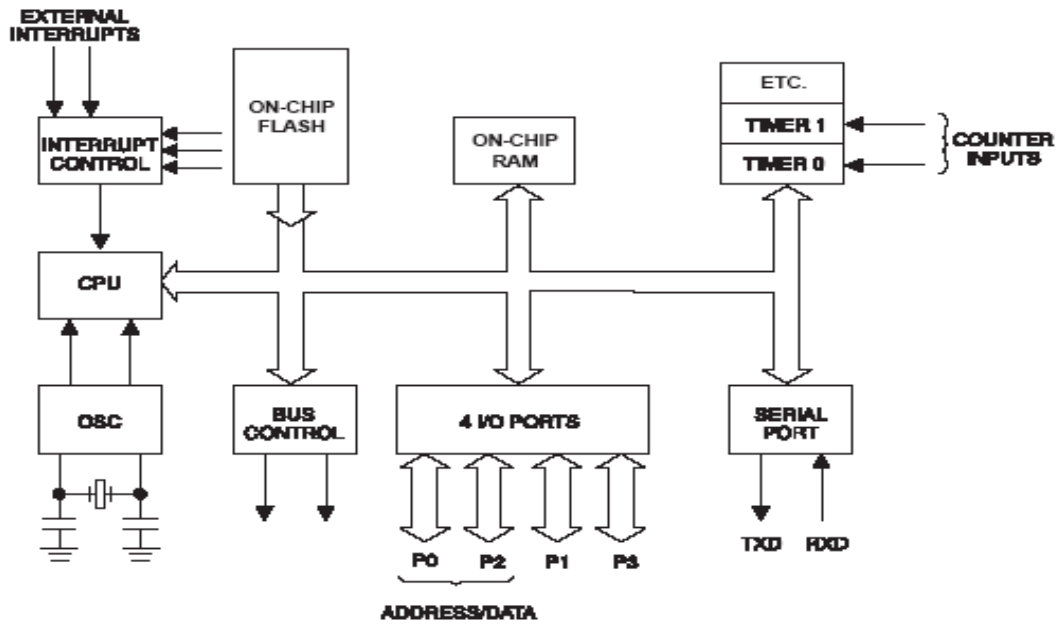 EXTERNAL
INTERRUPTS
INTERRUPT
CONTROL
ON-CHIP
FLASH
ON-CHIP
RAM
ETC.
TIMER 1
TIMER 0
COUNTER
INPUTS
CPU
OSC
BUS
CONTROL
4 I/O PORTS
SERIAL
PORT
P0
P2
P1
P3
TXD
RXD
ADDRESS/DATA